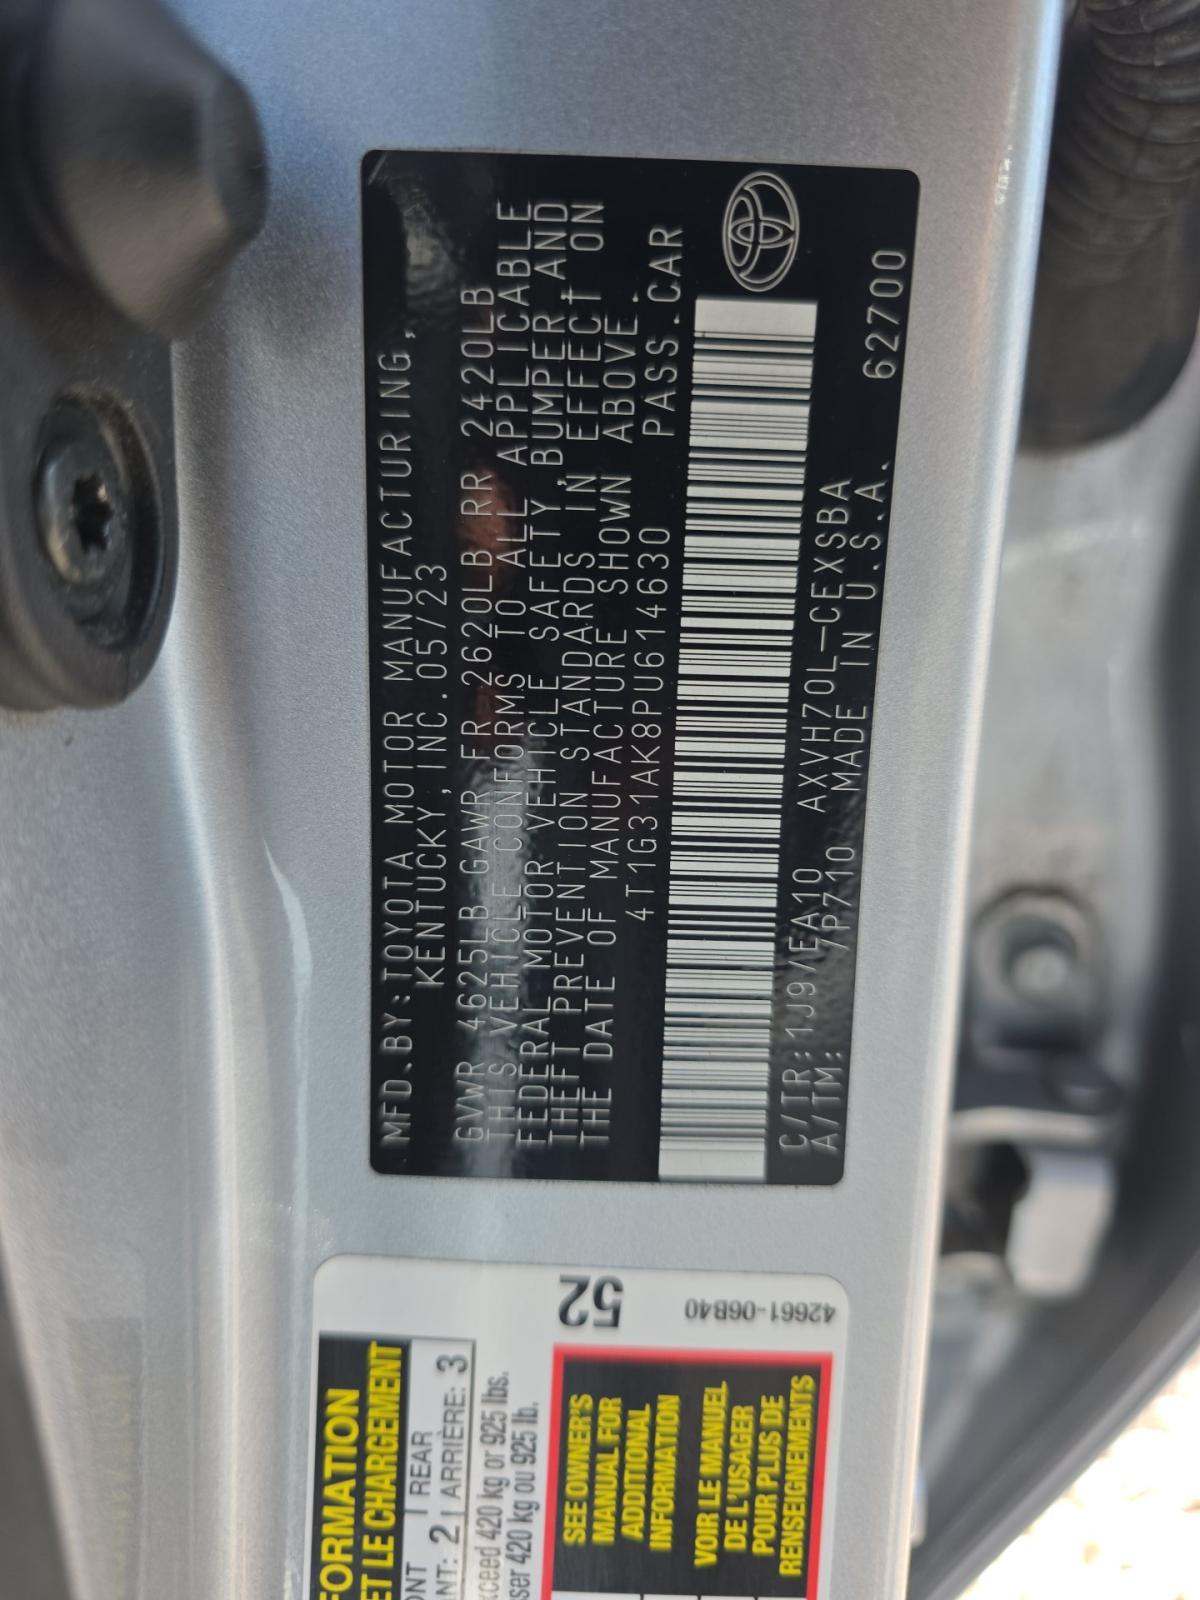 MFD.BY:TOYOTA MOTOR MANUFACTURING,
KENTUCKY, INC.05/23
GVWR 4625LB GAWR FR 2620LB RR 2420LB
THIS VEHICLE CONFORMS TO ALL APPLICABLE
FEDERAL MOTOR VEHICLE SAFETY, BUMPER AND
THEFT PREVENTION STANDARDS IN EFFECT ON
THE DATE OF MANUFACTURE SHOWN ABOVE.
4T1G31AK8PU614630 PASS.CAR
C/TR:1J9/EA10 AXVH70L-CEXSBA
A/TM: /P710 MADE IN U.S.A. 62700
52
42661-06B40
FORMATION
ET LE CHARGEMENT
REAR
2 ARRIÈRE: 3
420 kg or 925 lbs.
420 kg ou 925 lb.
SEE OWNER'S
MANUAL FOR
ADDITIONAL
INFORMATION
VOIR LE MANUEL
DE L'USAGER
POUR PLUS DE
RENSEIGNEMENTS